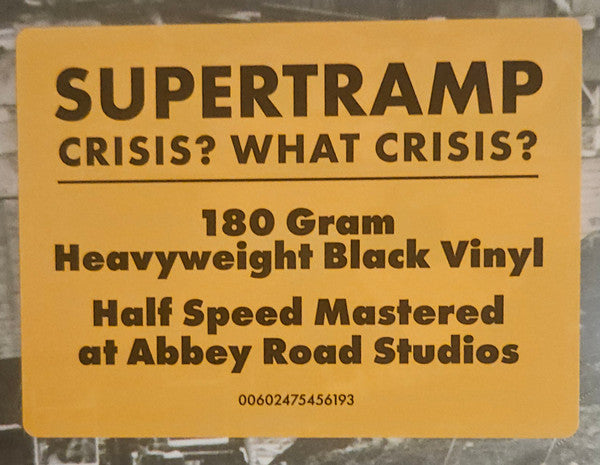 SUPERTRAMP
CRISIS? WHAT CRISIS?
180 Gram
Heavyweight Black Vinyl
Half Speed Mastered
at Abbey Road Studios
00602475456193